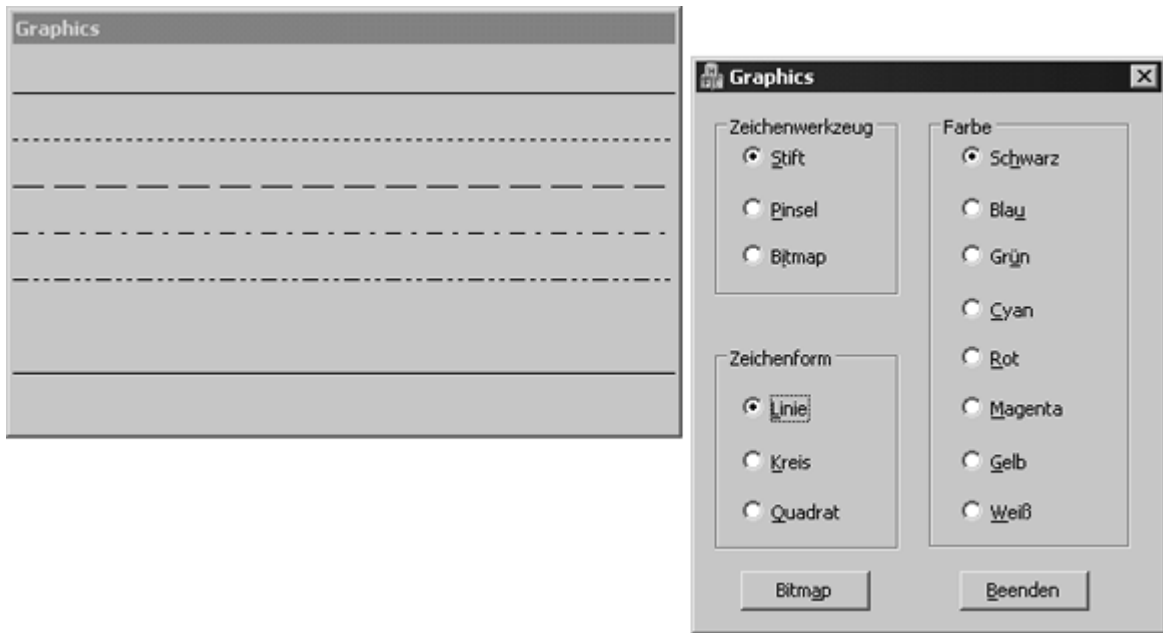 Graphics
Graphics
Zeichenwerkzeug
Stift
Pinsel
Bitmap
Zeichenform
Linie
Kreis
Quadrat
Farbe
Schwarz
Blau
Grün
Cyan
Rot
Magenta
Gelb
Weiß
Bitmap
Beenden